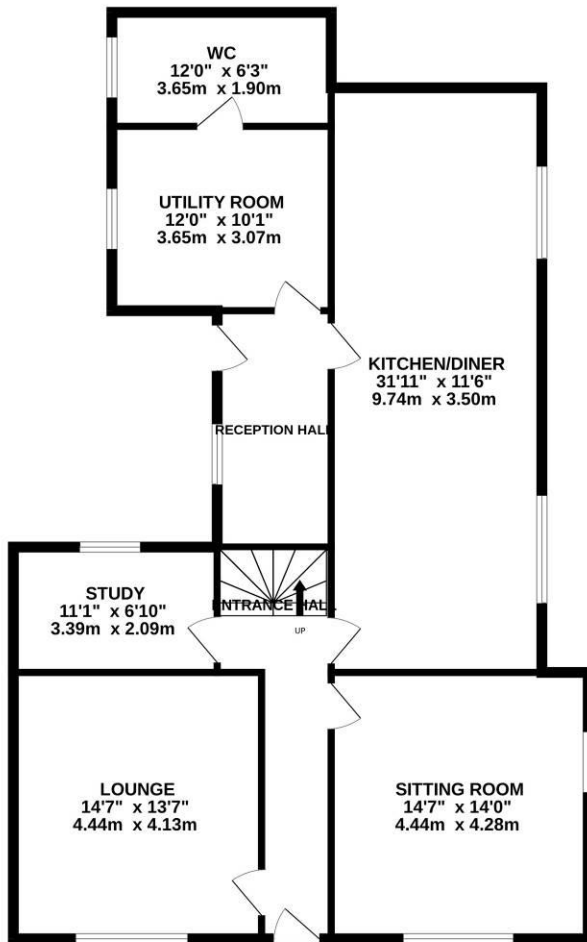 WC
12'0" x 6'3"
3.65m x 1.90m
UTILITY ROOM
12'0" x 10'1"
3.65m x 3.07m
KITCHEN/DINER
31'11" x 11'6"
9.74m x 3.50m
RECEPTION HALL
STUDY
11'1" x 6'10"
3.39m x 2.09m
ENTRANCE HALL
UP
LOUNGE
14'7" x 13'7"
4.44m x 4.13m
SITTING ROOM
14'7" x 14'0"
4.44m x 4.28m